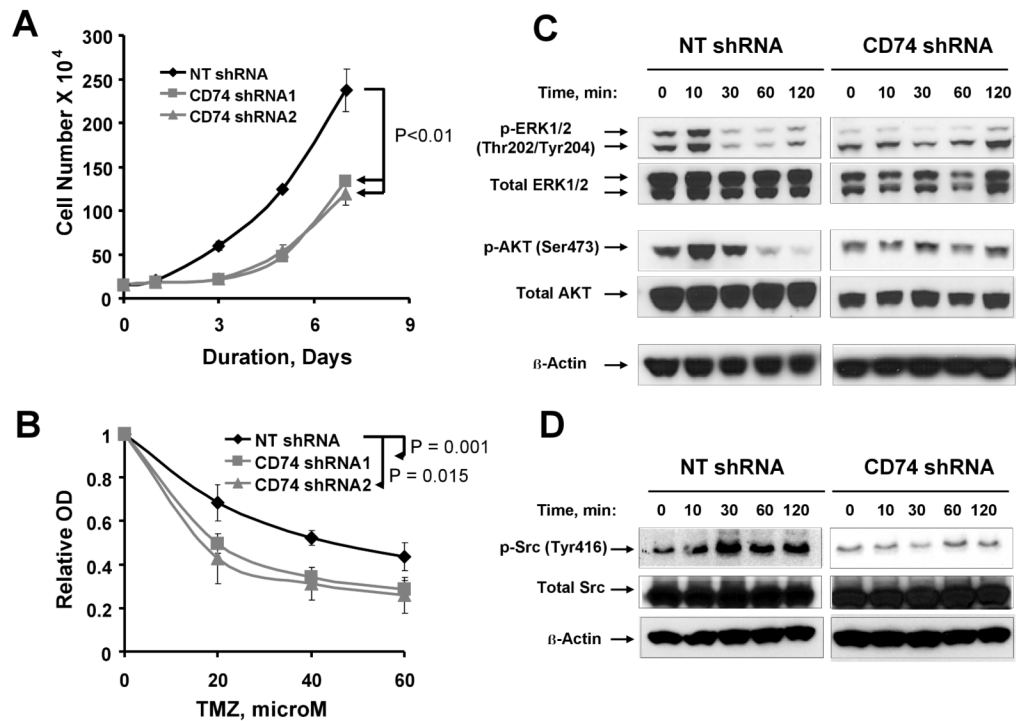 A
300
250
200
150
100
50
0
Cell Number X 10⁴
NT shRNA
CD74 shRNA1
CD74 shRNA2
P<0.01
0 3 6 9
Duration, Days
B
1
0.8
0.6
0.4
0.2
0
Relative OD
NT shRNA
CD74 shRNA1
CD74 shRNA2
P = 0.001
P = 0.015
0 20 40 60
TMZ, microM
C
NT shRNA CD74 shRNA
Time, min: 0 10 30 60 120 0 10 30 60 120
p-ERK1/2
(Thr202/Tyr204)
Total ERK1/2
p-AKT (Ser473)
Total AKT
ß-Actin
D
NT shRNA CD74 shRNA
Time, min: 0 10 30 60 120 0 10 30 60 120
p-Src (Tyr416)
Total Src
ß-Actin